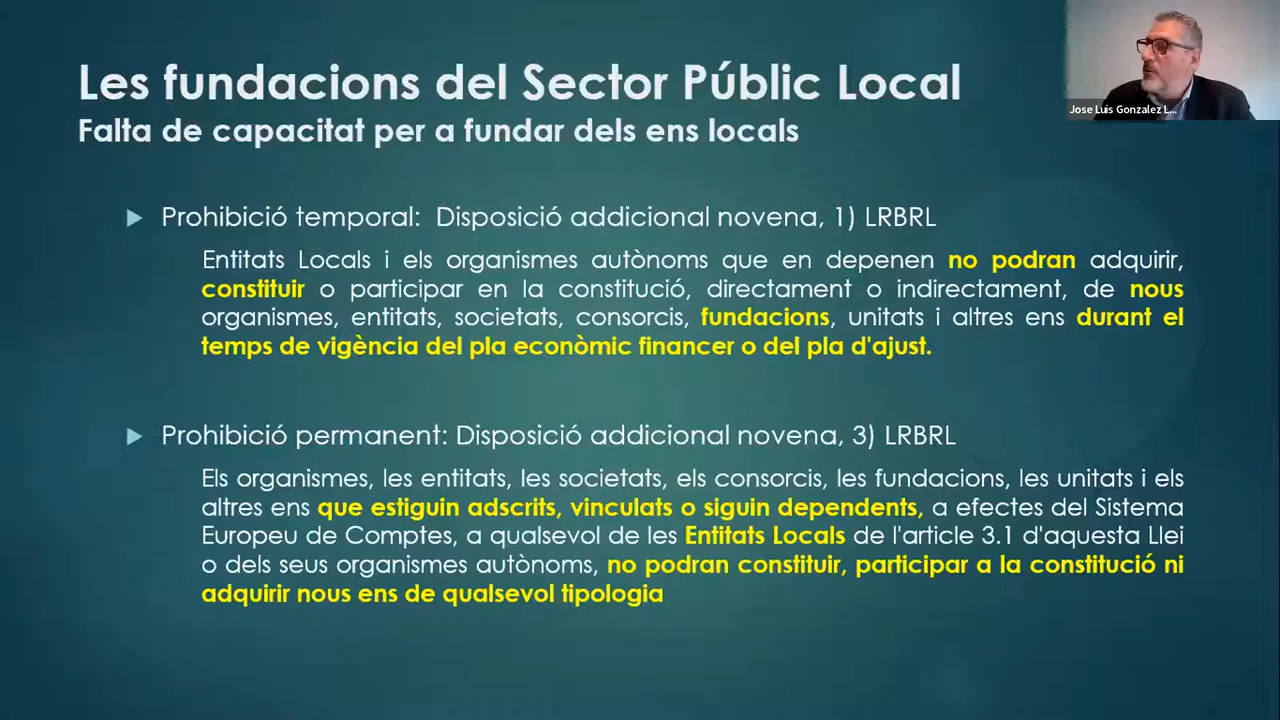 Les fundacions del Sector Públic Local
Falta de capacitat per a fundar dels ens locals
Jose Luis Gonzalez L...
Prohibició temporal: Disposició addicional novena, 1) LRBRL
Entitats Locals i els organismes autònoms que en depenen no podran adquirir,
constituir o participar en la constitució, directament o indirectament, de nous
organismes, entitats, societats, consorcis, fundacions, unitats i altres ens durant el
temps de vigència del pla econòmic financer o del pla d'ajust.
Prohibició permanent: Disposició addicional novena, 3) LRBRL
Els organismes, les entitats, les societats, els consorcis, les fundacions, les unitats i els
altres ens que estiguin adscrits, vinculats o siguin dependents, a efectes del Sistema
Europeu de Comptes, a qualsevol de les Entitats Locals de l'article 3.1 d'aquesta Llei
o dels seus organismes autònoms, no podran constituir, participar a la constitució ni
adquirir nous ens de qualsevol tipologia